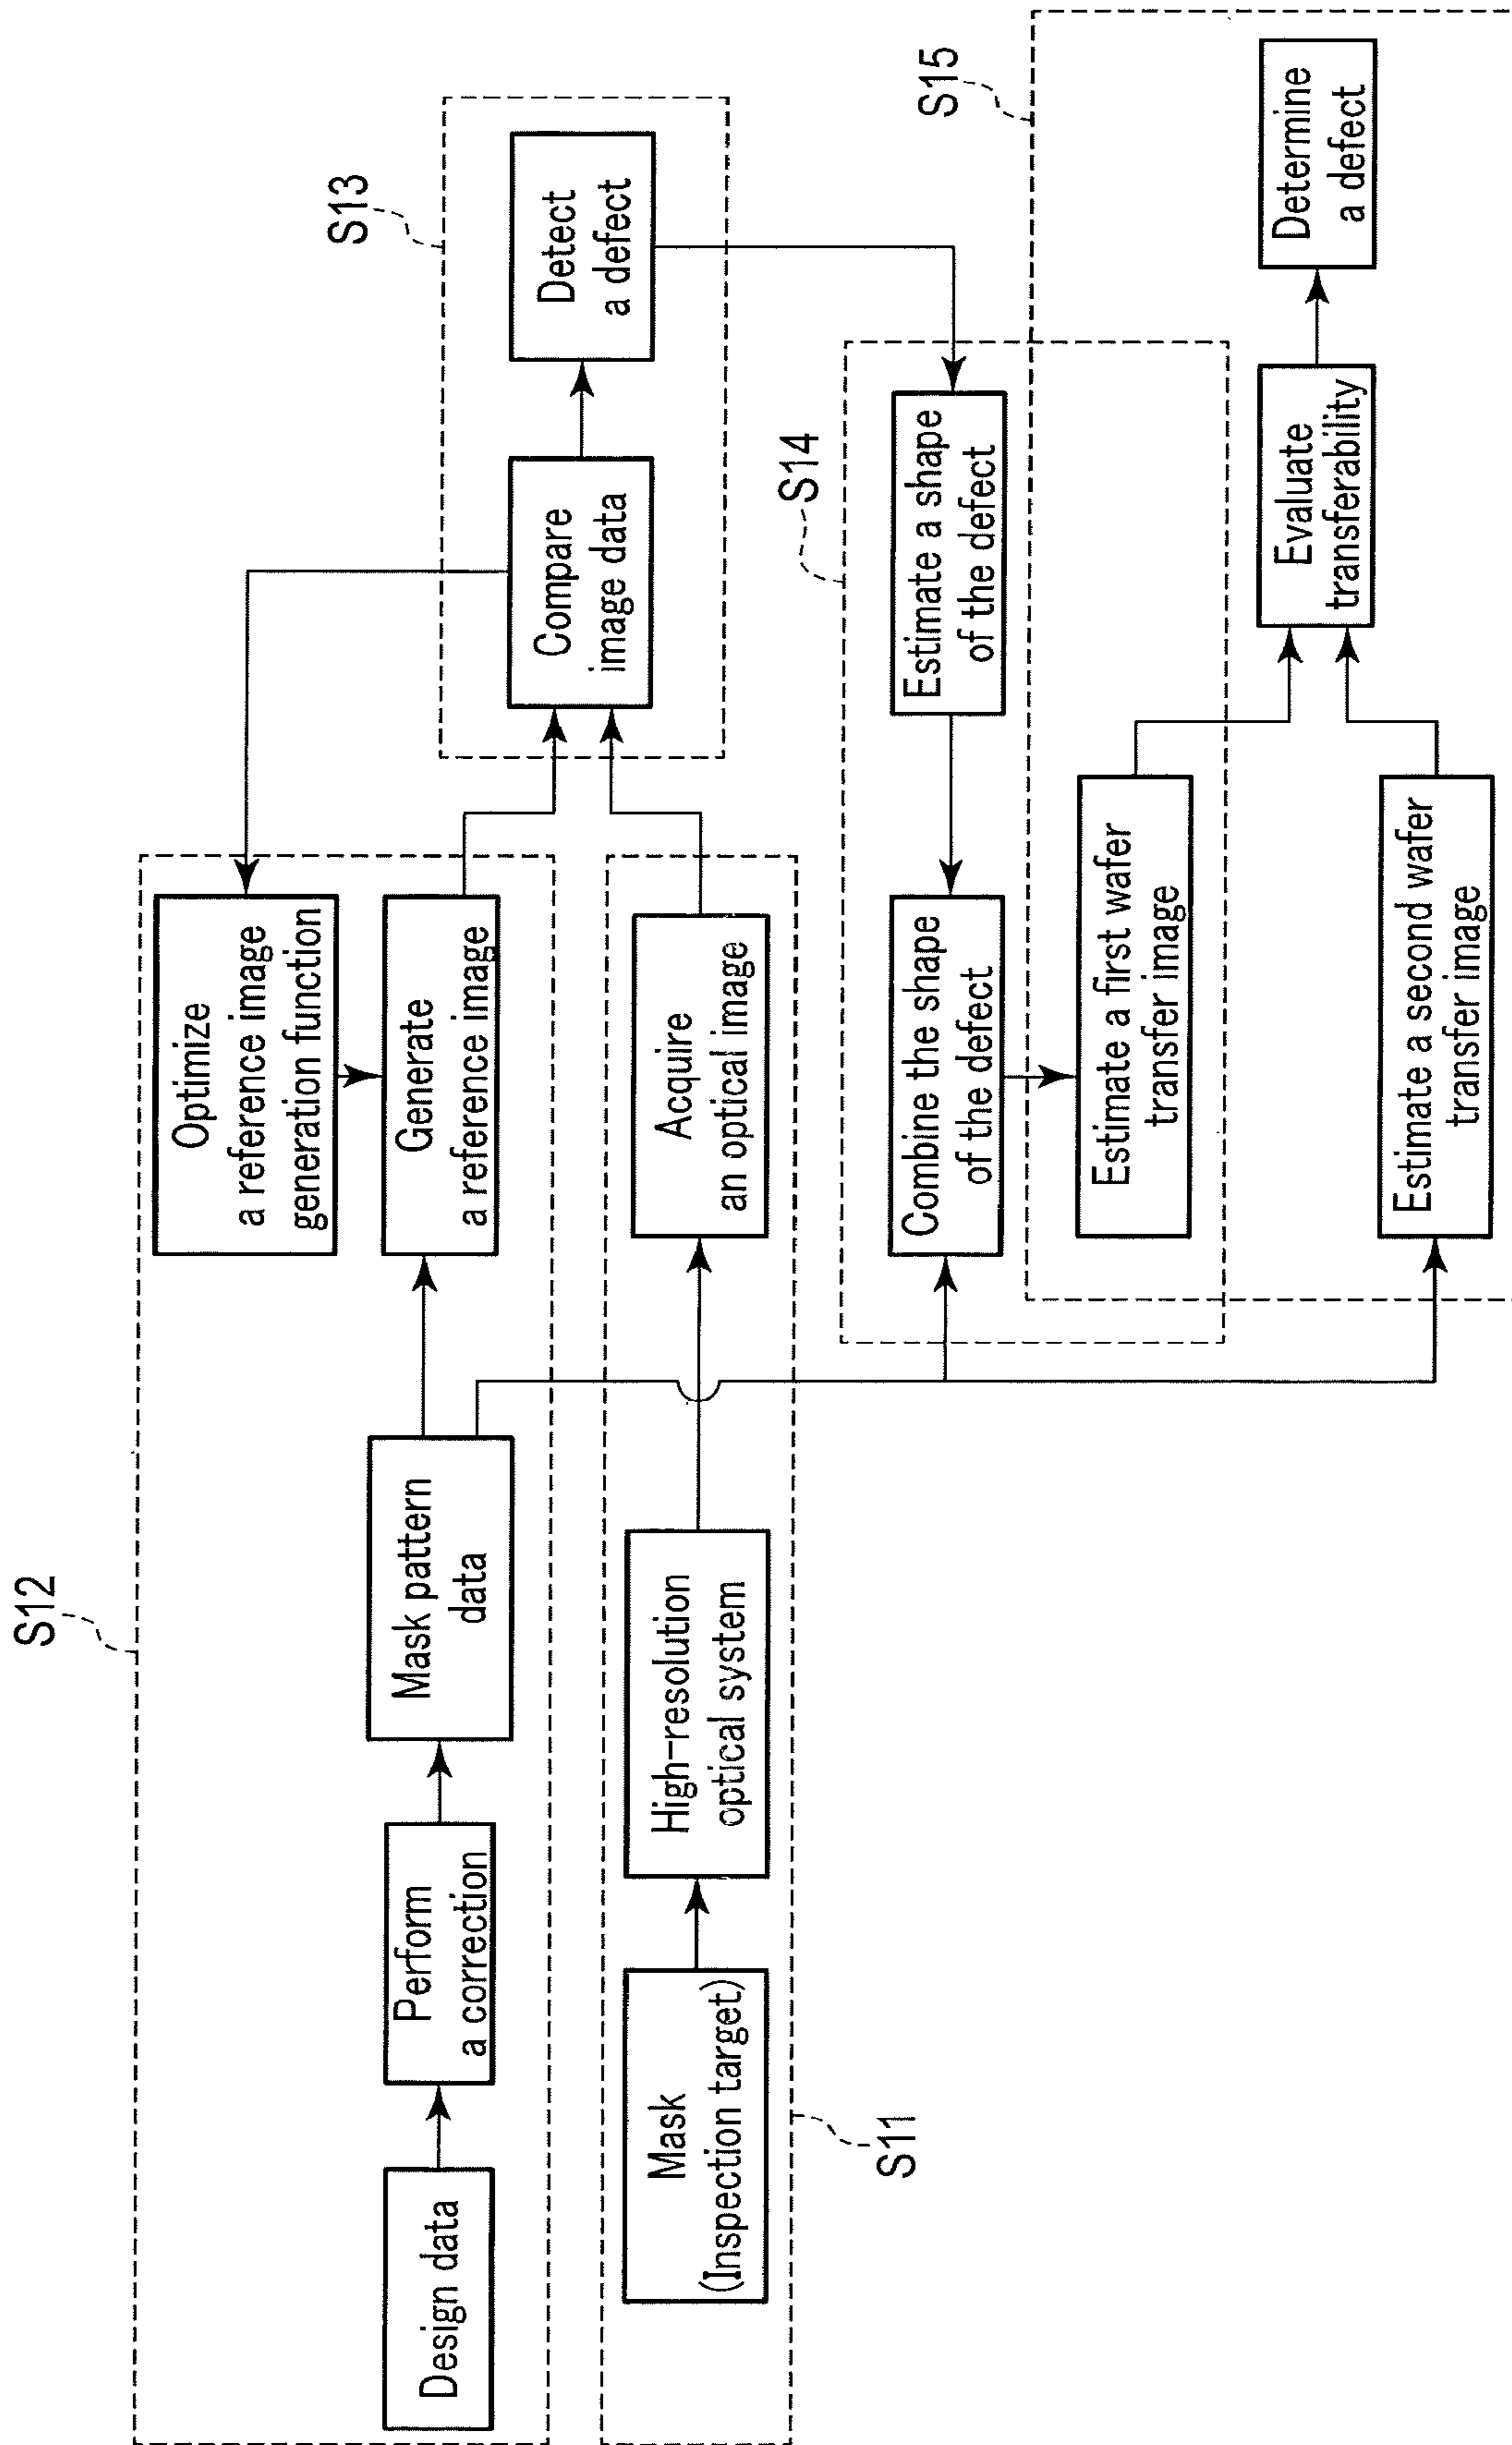 S12
Design data
Perform
a correction
Mask pattern
data
Optimize
a reference image
generation function
Generate
a reference image
S13
Compare
image data
Detect
a defect
S11
Mask
(Inspection target)
High-resolution
optical system
Acquire
an optical image
S14
Estimate a shape
of the defect
Combine the shape
of the defect
Estimate a first wafer
transfer image
S15
Estimate a second wafer
transfer image
Evaluate
transferability
Determine
a defect